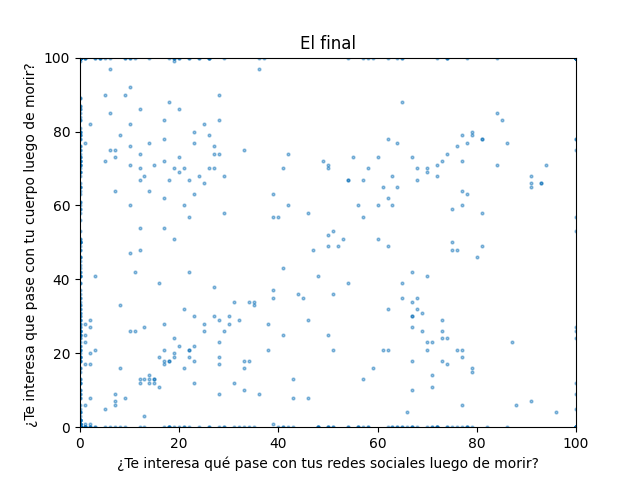 El final
100
80
60
40
20
0
¿Te interesa que pase con tu cuerpo luego de morir?
0 20 40 60 80 100
¿Te interesa qué pase con tus redes sociales luego de morir?